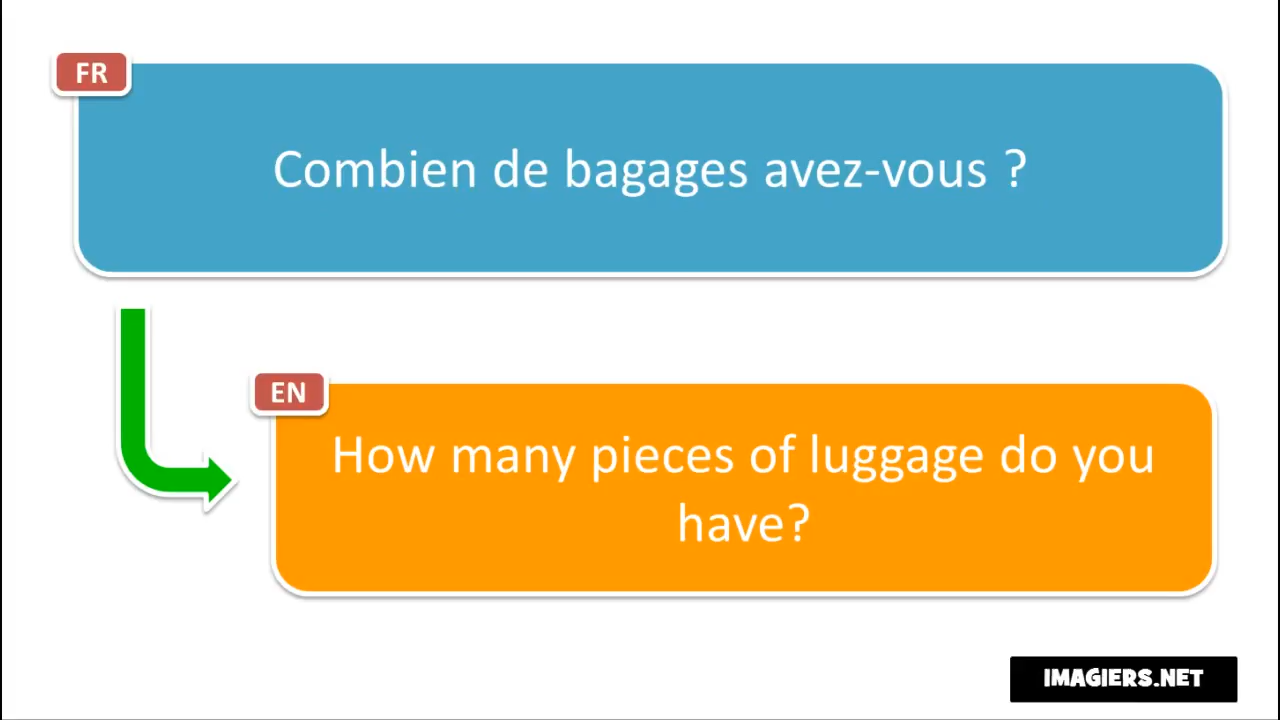 FR
Combien de bagages avez-vous ?
EN
How many pieces of luggage do you
have?
IMAGIERS.NET